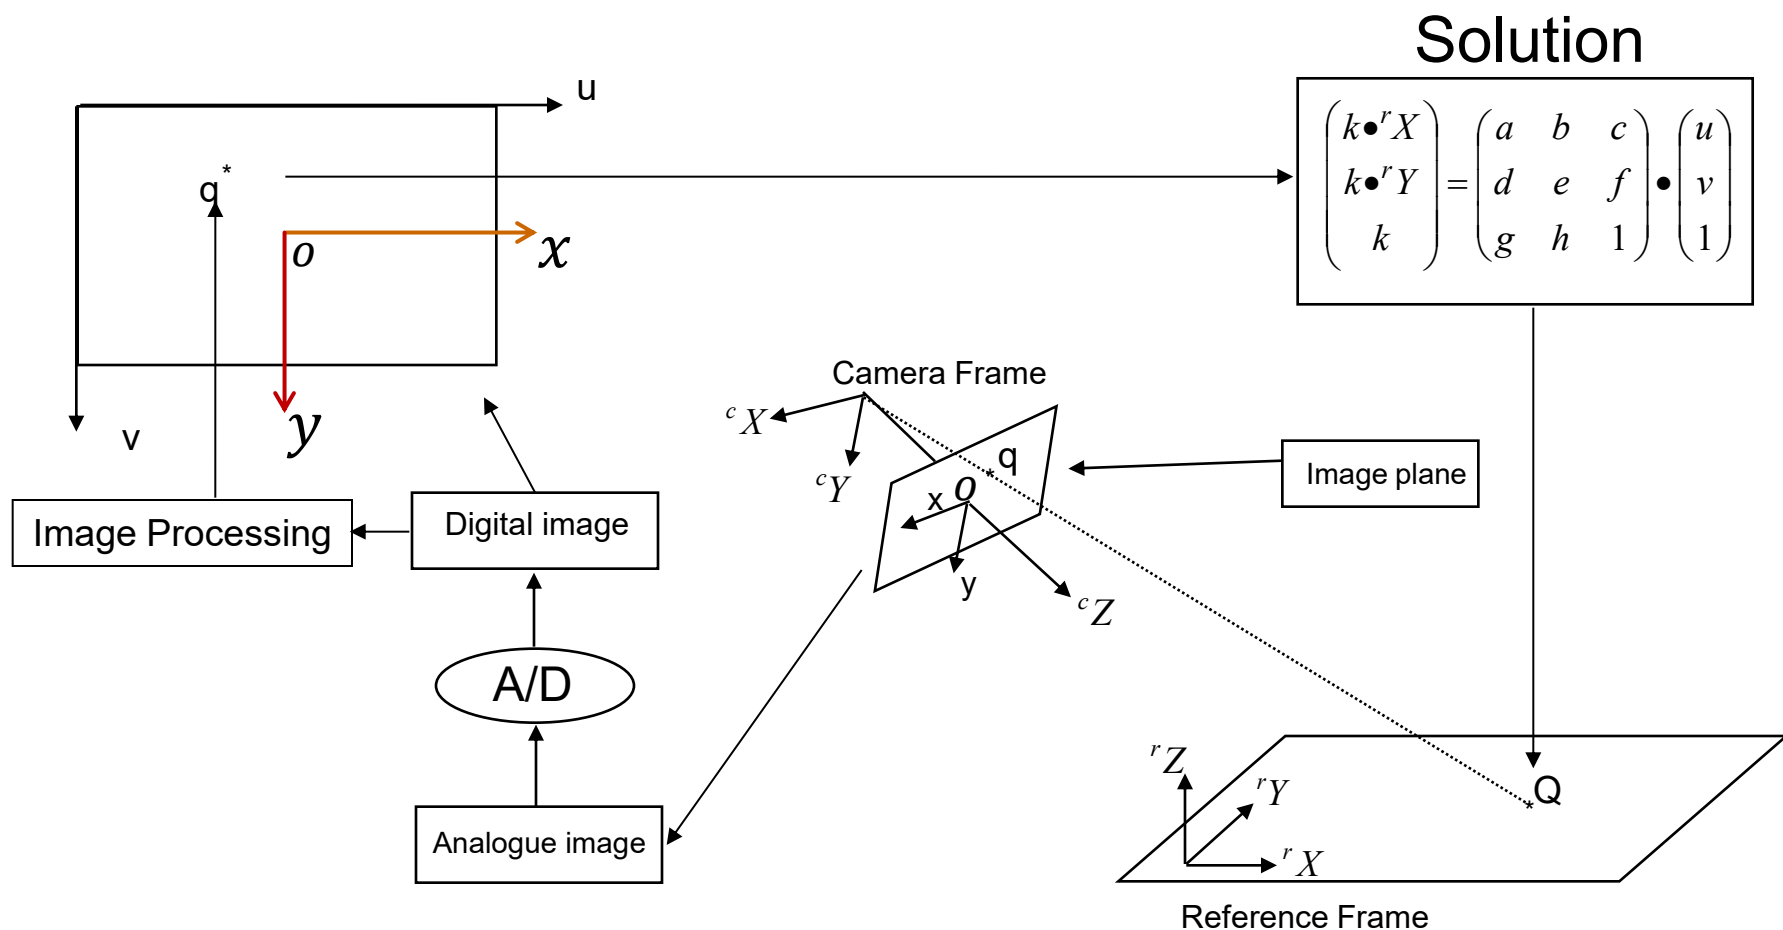 Solution
u
(k•ʳX) = (a b c) • (u)
(k•ʳY) (d e f) (v)
(k) (g h 1) (1)
q*
o
x
y
v
Camera Frame
ᶜX
ᶜY
q
*
o
x
y
ᶜZ
Image plane
Image Processing
Digital image
A/D
Analogue image
ʳZ
ʳY
ʳX
*Q
Reference Frame